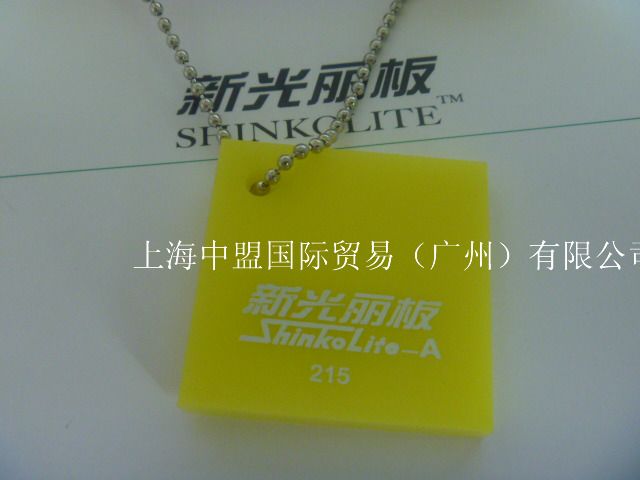 新光丽板
SHINKOLITE™
上海中盟国际贸易（广州）有限公司
新光丽板
ShinkoLite-A
215